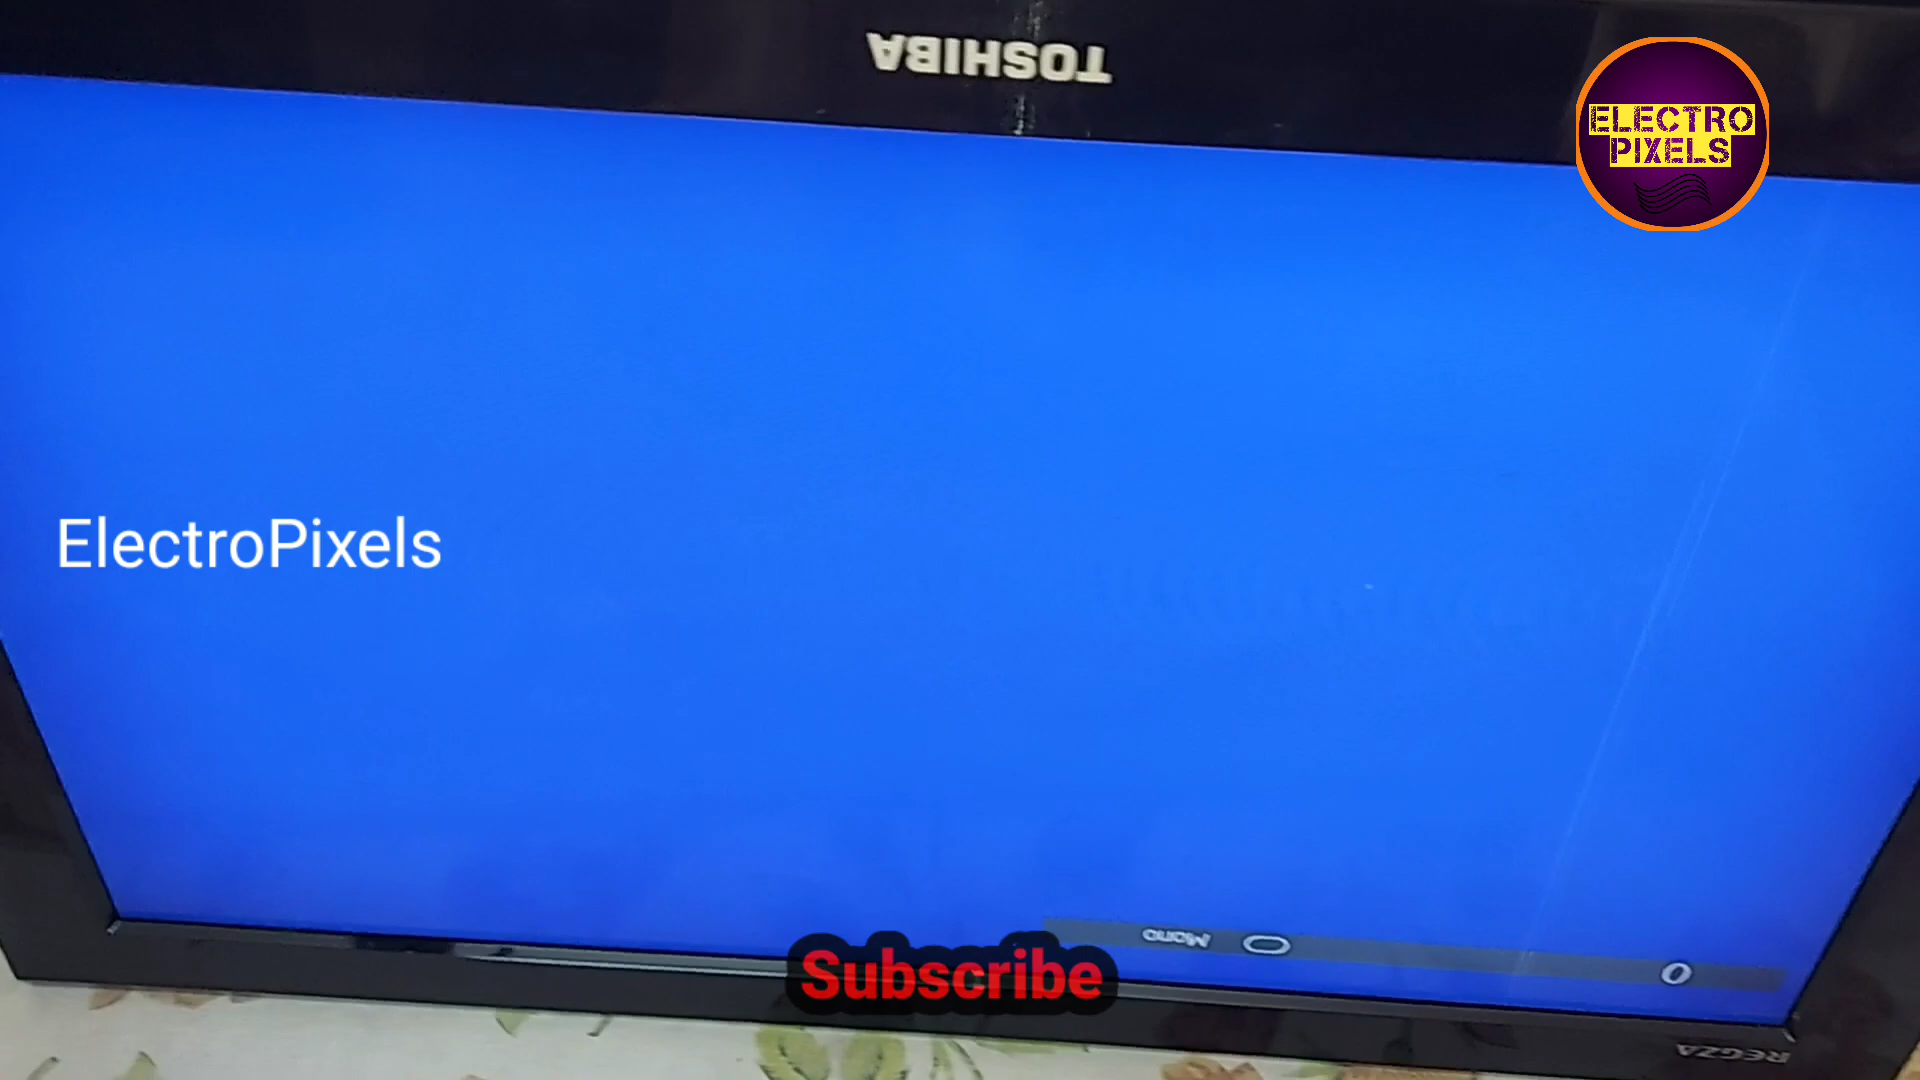 TOSHIBA
ELECTRO
PIXELS
ElectroPixels
Mono
0
Subscribe
REGZA